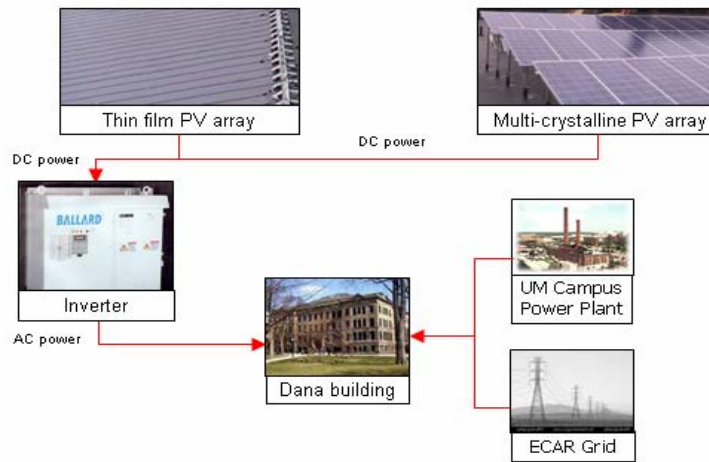 Thin film PV array
Multi-crystalline PV array
DC power
DC power
BALLARD
Inverter
UM Campus
Power Plant
AC power
Dana building
ECAR Grid